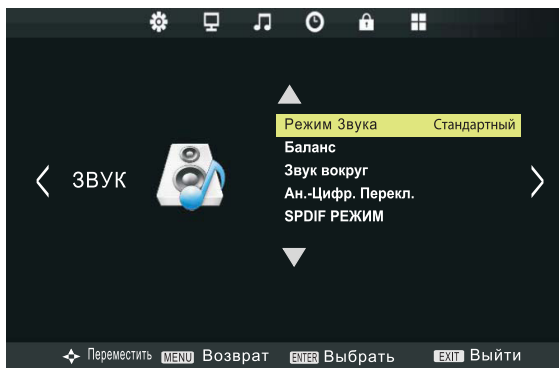 Режим Звука Стандартный
Баланс
Звук вокруг
ЗВУК
Ан.-Цифр. Перекл.
SPDIF РЕЖИМ
Переместить MENU Возврат ENTER Выбрать EXIT Выйти